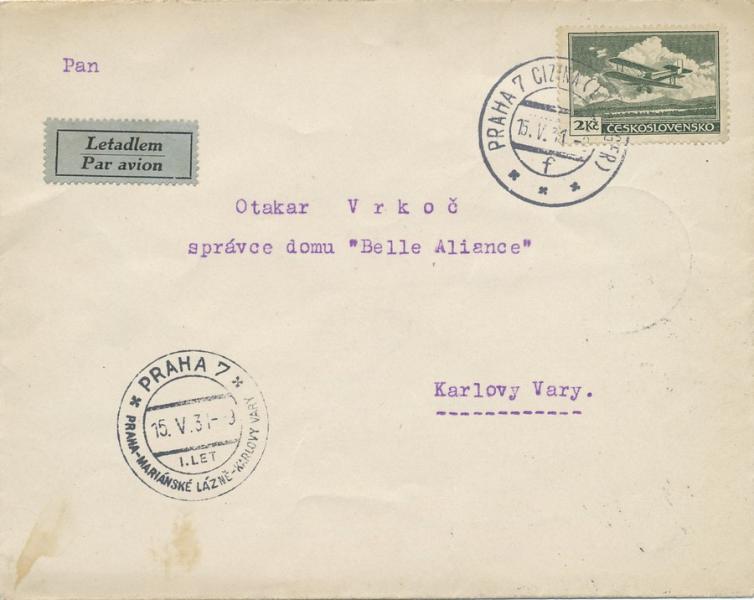 Pan
Letadlem
Par avion
PRAHA 7 CIZINA
15.V.31
f
2Kč ČESKOSLOVENSKO
Otakar Vrkoč
správce domu "Belle Aliance"
Karlovy Vary.
PRAHA 7
15.V.31-9
I.LET
PRAHA-MARIÁNSKÉ LÁZNĚ-KARLOVY VARY